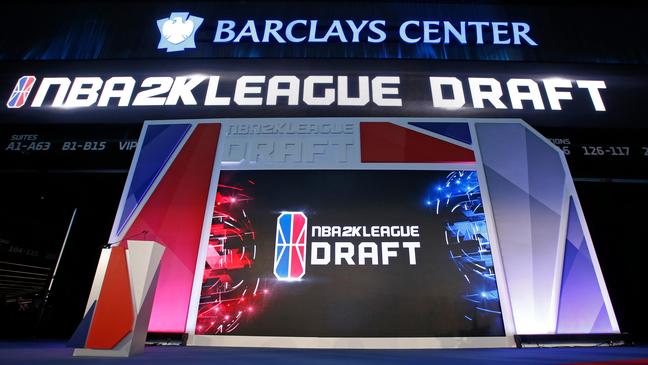 BARCLAYS CENTER
NBA2KLEAGUE DRAFT
SUITES
A1-A63 B1-B15 VIP
NBA2KLEAGUE
DRAFT
126-117
NBA2KLEAGUE
DRAFT